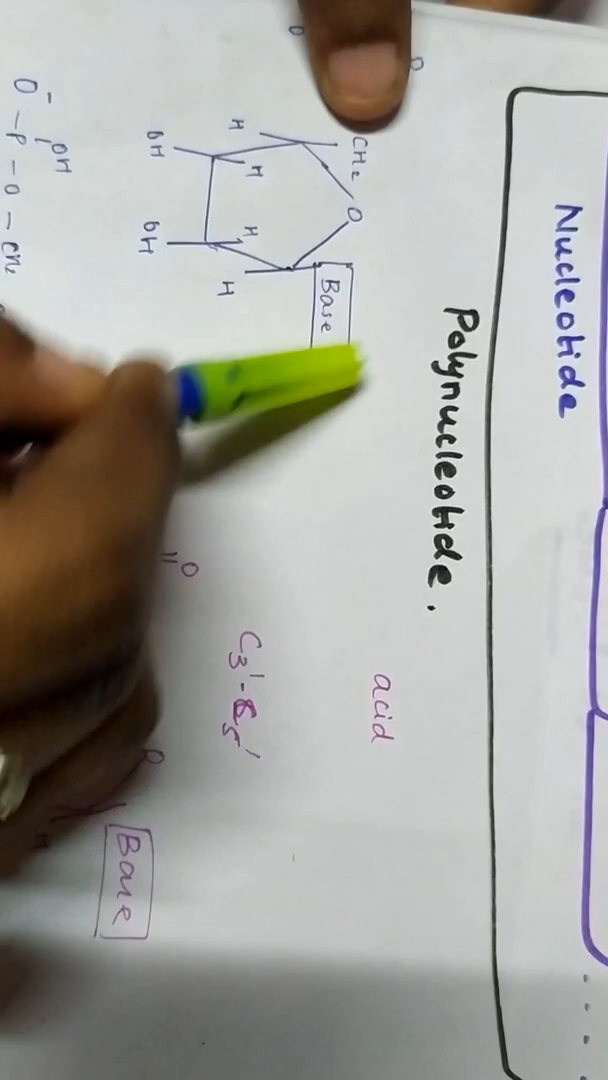 Nucleotide
Polynucleotide.
acid
CH₂
O
Base
H
H
H
H
OH
OH
C₃'-C₅'
O
OH
O⁻-P-O-CH₂
O
Base
H